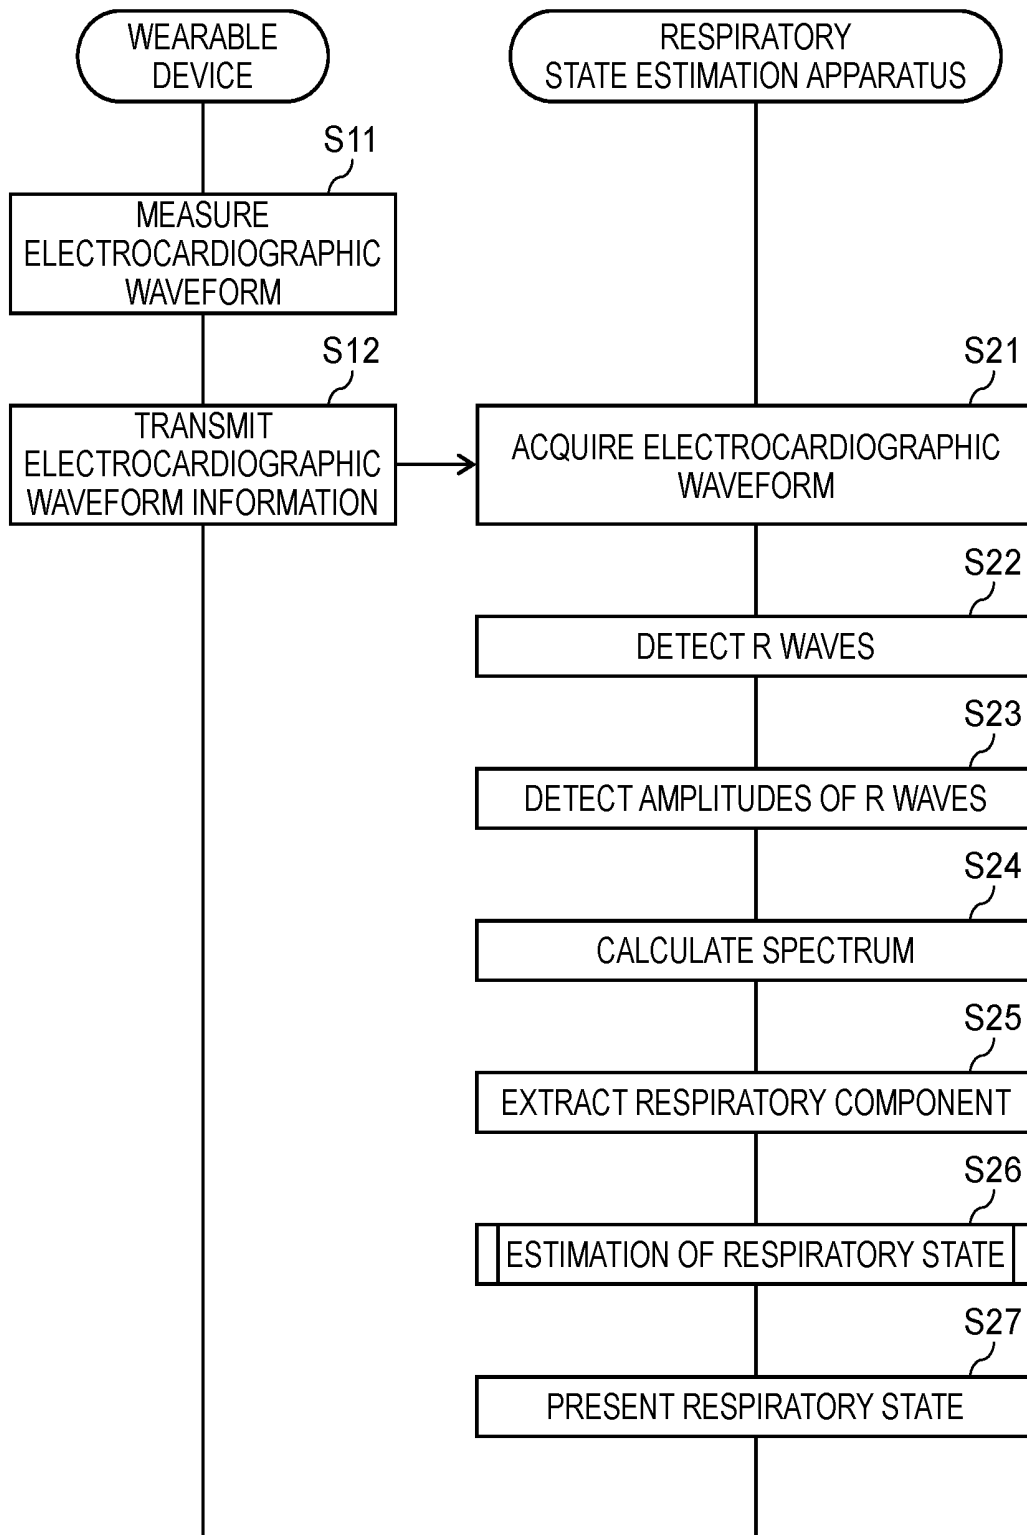 WEARABLE
DEVICE
RESPIRATORY
STATE ESTIMATION APPARATUS
S11
MEASURE
ELECTROCARDIOGRAPHIC
WAVEFORM
S12
TRANSMIT
ELECTROCARDIOGRAPHIC
WAVEFORM INFORMATION
S21
ACQUIRE ELECTROCARDIOGRAPHIC
WAVEFORM
S22
DETECT R WAVES
S23
DETECT AMPLITUDES OF R WAVES
S24
CALCULATE SPECTRUM
S25
EXTRACT RESPIRATORY COMPONENT
S26
ESTIMATION OF RESPIRATORY STATE
S27
PRESENT RESPIRATORY STATE